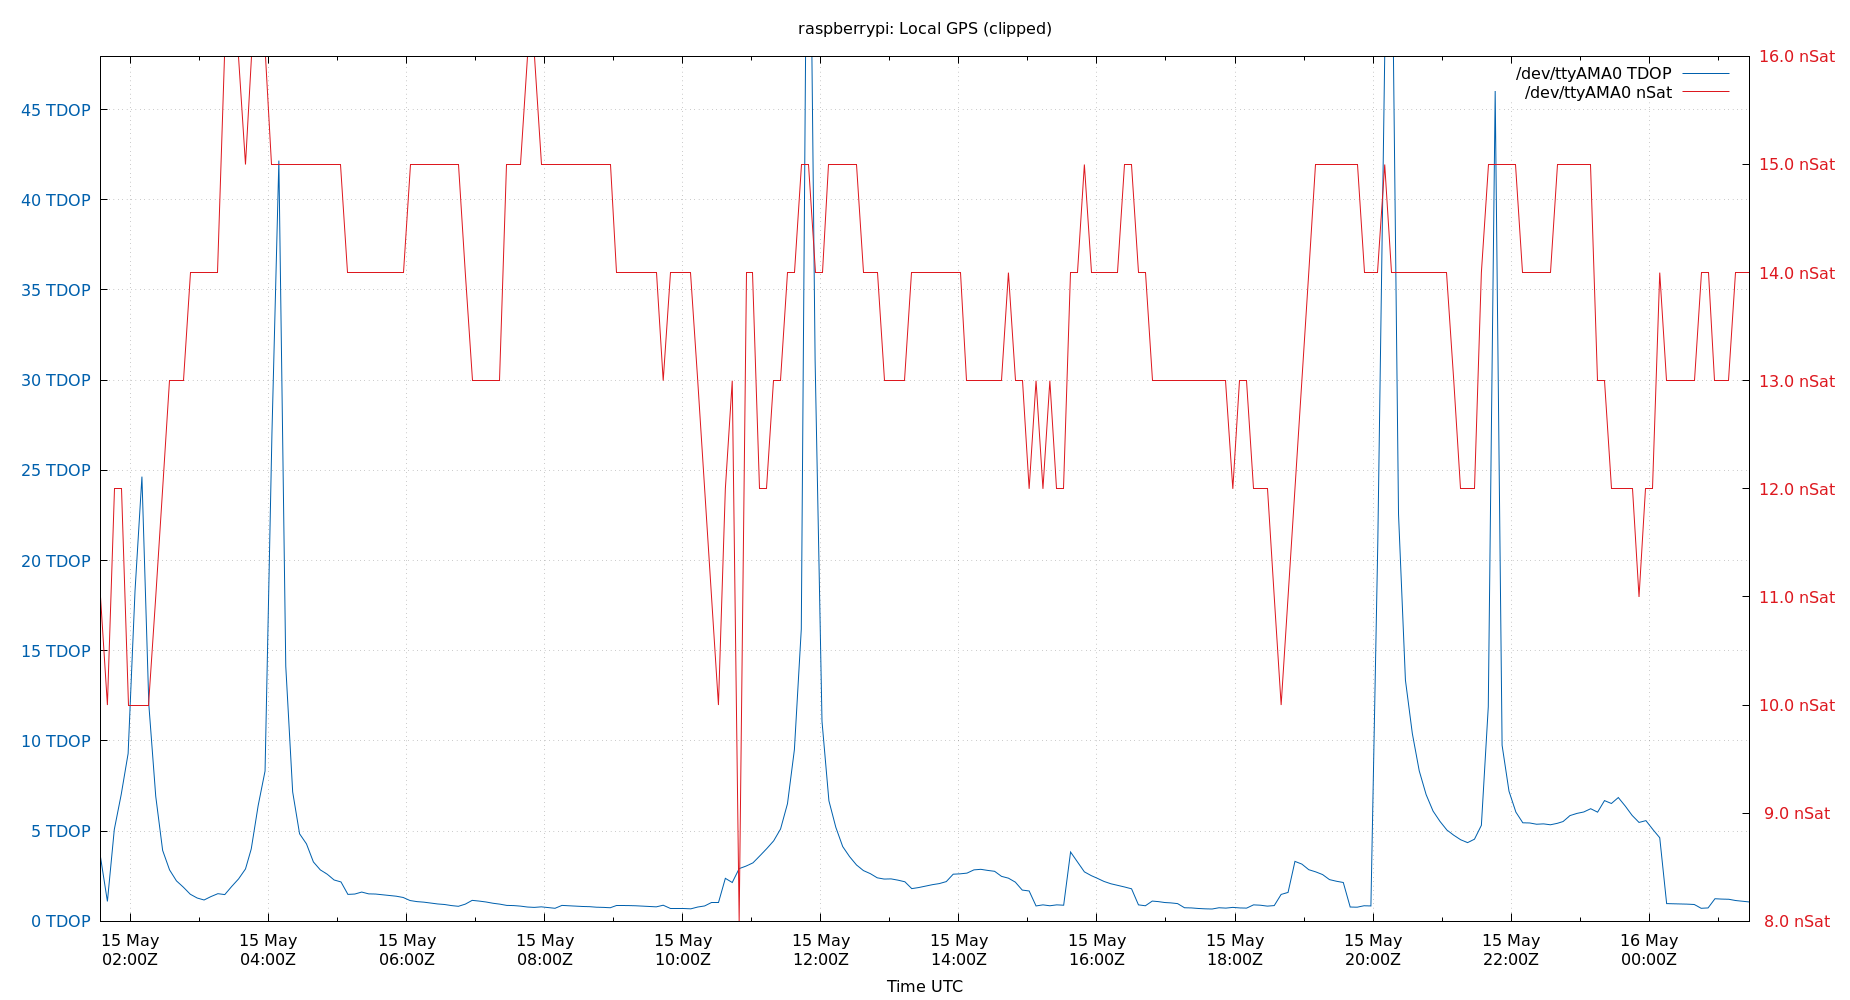 raspberrypi: Local GPS (clipped)
/dev/ttyAMA0 TDOP
/dev/ttyAMA0 nSat
45 TDOP
40 TDOP
35 TDOP
30 TDOP
25 TDOP
20 TDOP
15 TDOP
10 TDOP
5 TDOP
0 TDOP
16.0 nSat
15.0 nSat
14.0 nSat
13.0 nSat
12.0 nSat
11.0 nSat
10.0 nSat
9.0 nSat
8.0 nSat
15 May
02:00Z
15 May
04:00Z
15 May
06:00Z
15 May
08:00Z
15 May
10:00Z
15 May
12:00Z
15 May
14:00Z
15 May
16:00Z
15 May
18:00Z
15 May
20:00Z
15 May
22:00Z
16 May
00:00Z
Time UTC